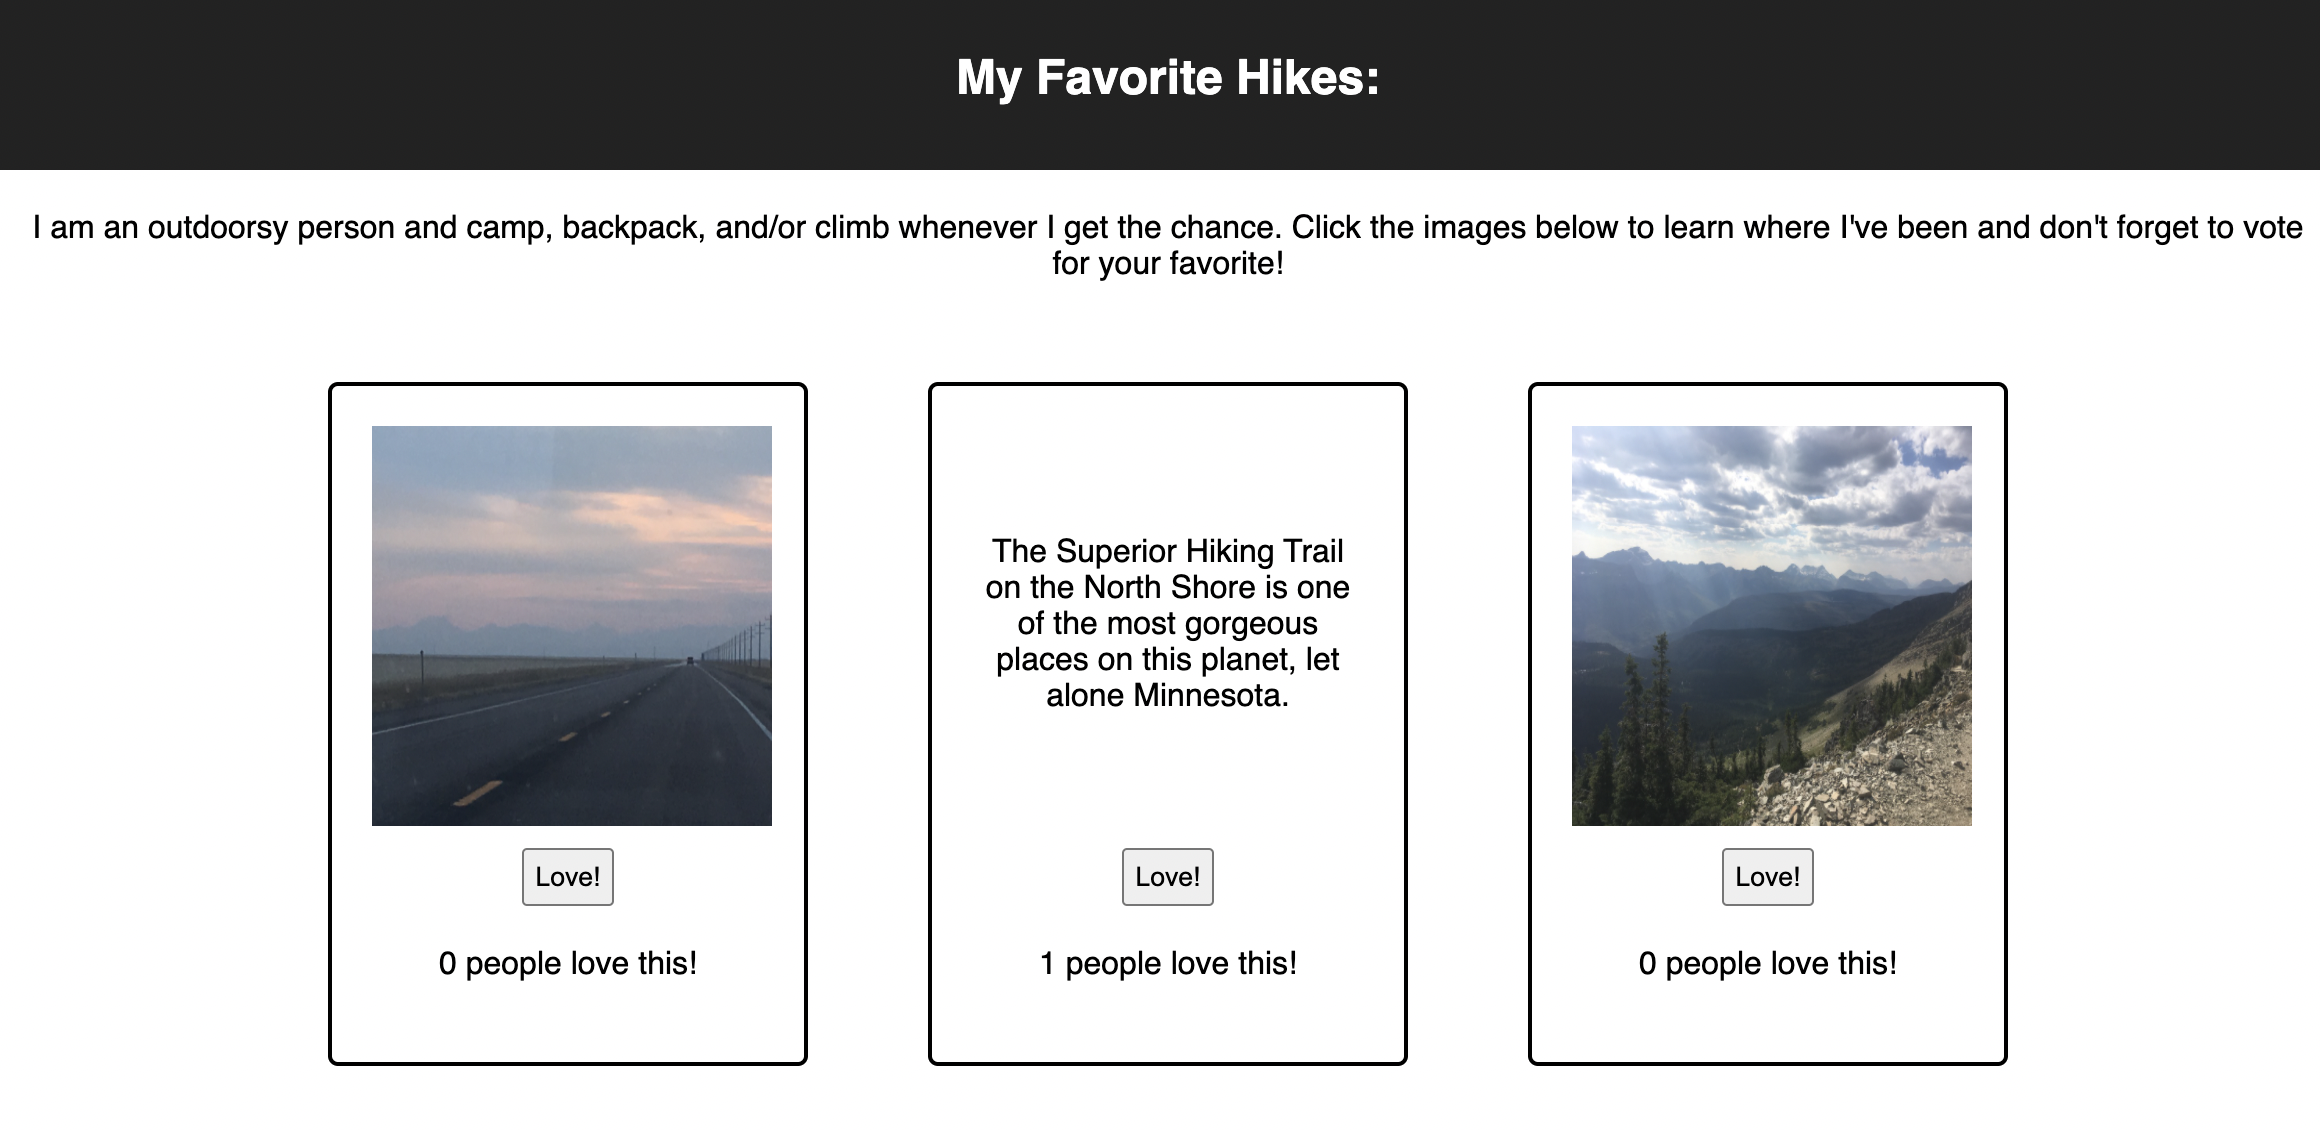 My Favorite Hikes:
I am an outdoorsy person and camp, backpack, and/or climb whenever I get the chance. Click the images below to learn where I've been and don't forget to vote
for your favorite!
The Superior Hiking Trail
on the North Shore is one
of the most gorgeous
places on this planet, let
alone Minnesota.
Love!
Love!
Love!
0 people love this!
1 people love this!
0 people love this!